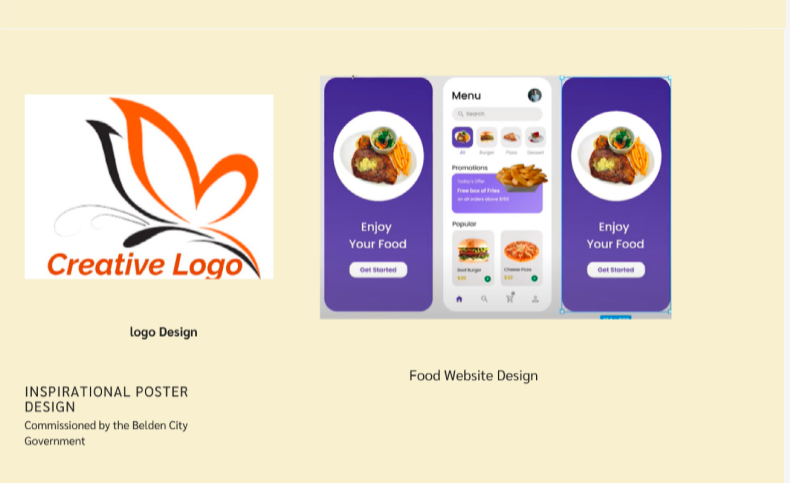 Creative Logo
logo Design
INSPIRATIONAL POSTER
DESIGN
Commissioned by the Belden City
Government
Enjoy
Your Food
Get Started
Menu
Search
All
Burger
Pizza
Dessert
Promotions
Today's Offer
Free box of Fries
on all orders above
Popular
Beef Burger
Cheese Pizza
Enjoy
Your Food
Get Started
Food Website Design